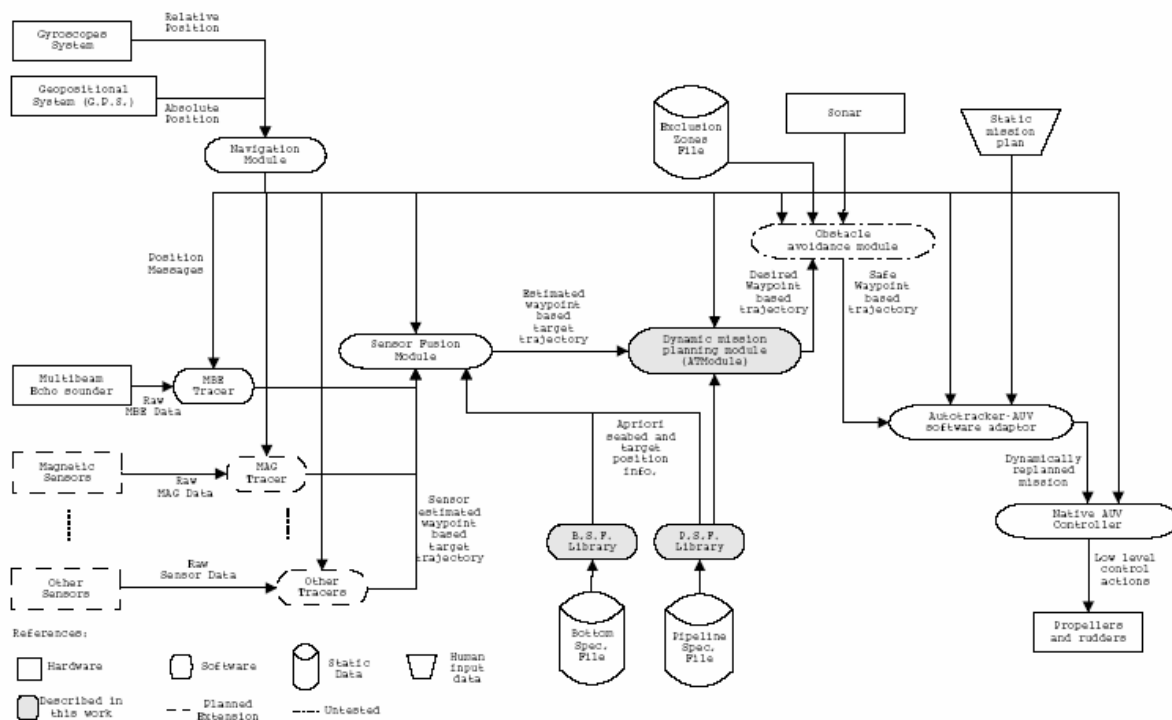 Gyroscopes
System
Relative
Position
Geopositional
System (G.P.S.)
Absolute
Position
Navigation
Module
Exclusion
Zones
File
Sonar
Static
mission
plan
Obstacle
avoidance module
Position
Messages
Estimated
waypoint
based
target
trajectory
Desired
Waypoint
based
trajectory
Safe
Waypoint
based
trajectory
Sensor Fusion
Module
Dynamic mission
planning module
(ATModule)
Multibeam
Echo sounder
Raw
MBE Data
MBE
Tracer
Autotracker-AUV
software adaptor
Apriori
seabed and
target
position
info.
Magnetic
Sensors
Raw
MAG Data
MAG
Tracer
Sensor
estimated
waypoint
based
target
trajectory
Dynamically
replanned
mission
Native AUV
Controller
B.S.F.
Library
P.S.F.
Library
Low level
control
actions
Other
Sensors
Raw
Sensor Data
Other
Tracers
Bottom
Spec.
File
Pipeline
Spec.
File
Propellers
and rudders
References:
Hardware
Software
Static
Data
Human
input
data
Described in
this work
Planned
Extension
Untested